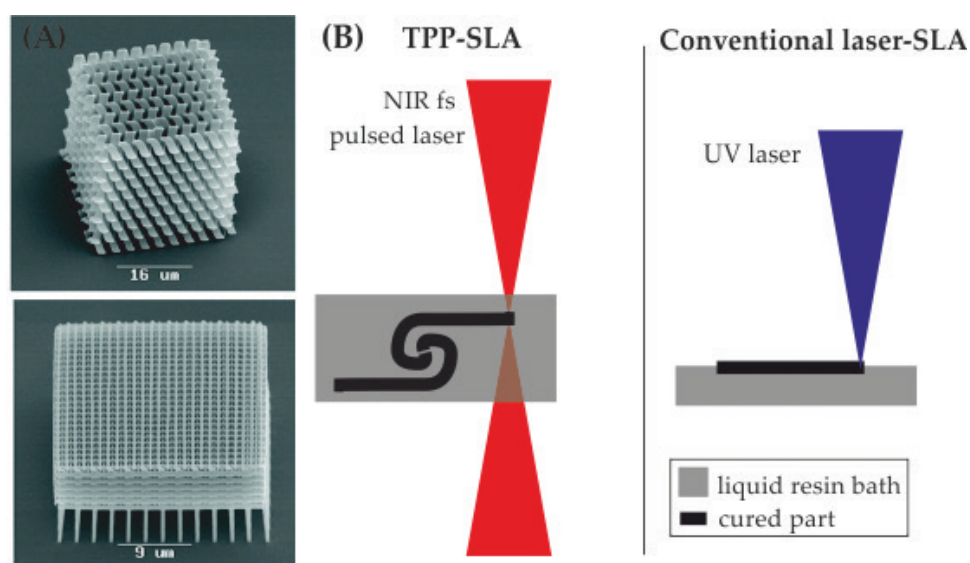 (A)
16 um
9 um
(B)
TPP-SLA
NIR fs
pulsed laser
Conventional laser-SLA
UV laser
liquid resin bath
cured part